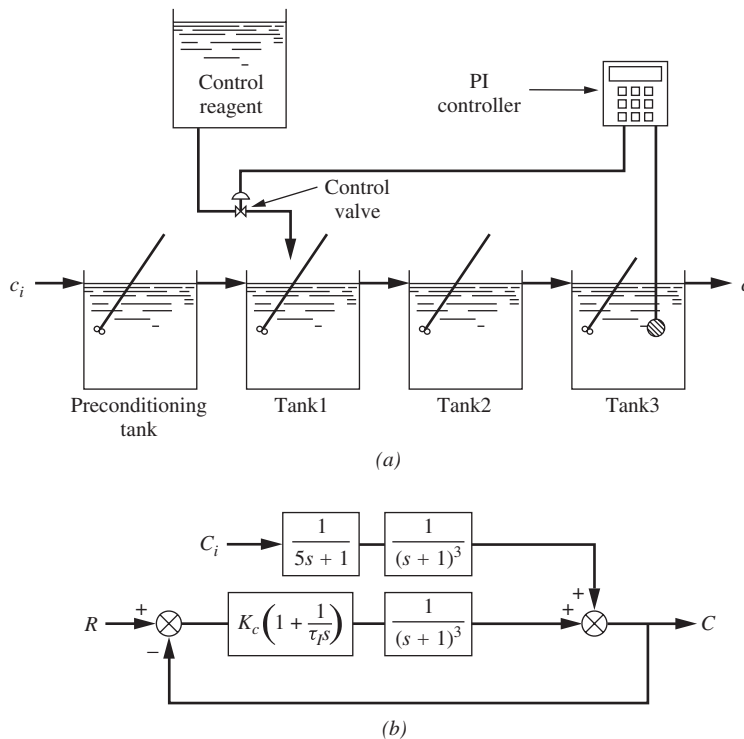 Control
reagent
PI
controller
Control
valve
c_i
c
Preconditioning
tank
Tank1
Tank2
Tank3
(a)
C_i
1
5s + 1
1
(s + 1)^3
R
+
−
K_c(1 + 1/τ_I s)
1
(s + 1)^3
+
+
C
(b)